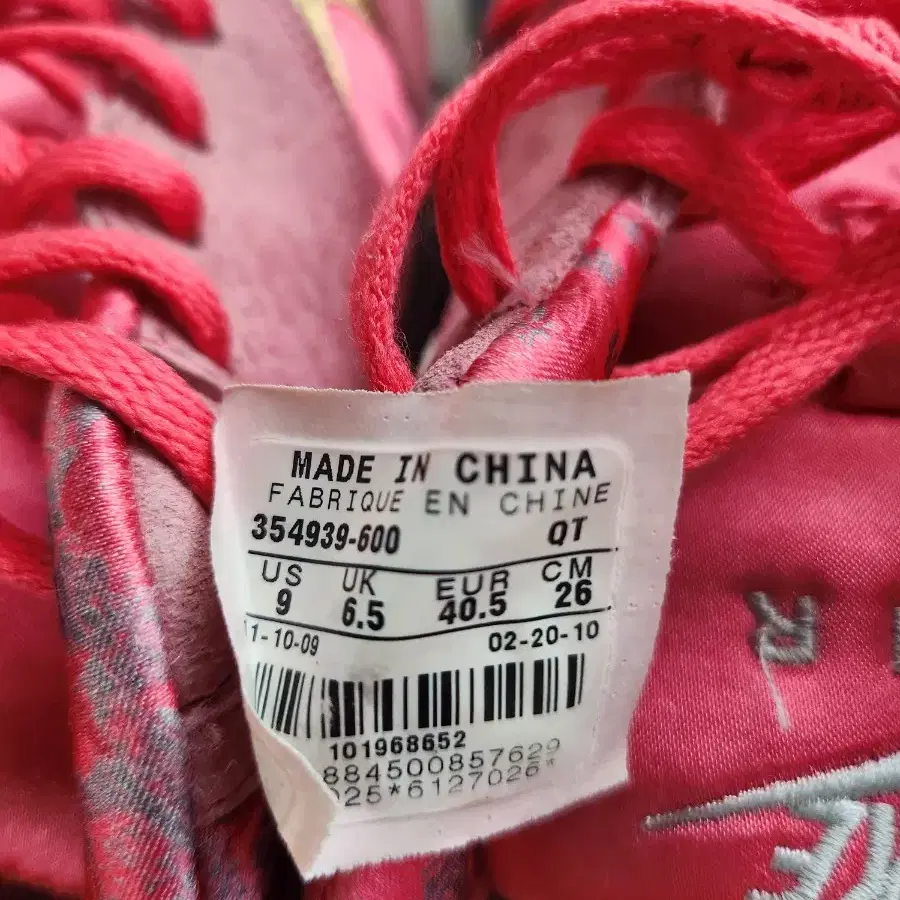 MADE IN CHINA
FABRIQUE EN CHINE
354939-600 QT
US UK EUR CM
9 6.5 40.5 26
11-10-09 02-20-10
101968652
884500857629
025*6127026*
R